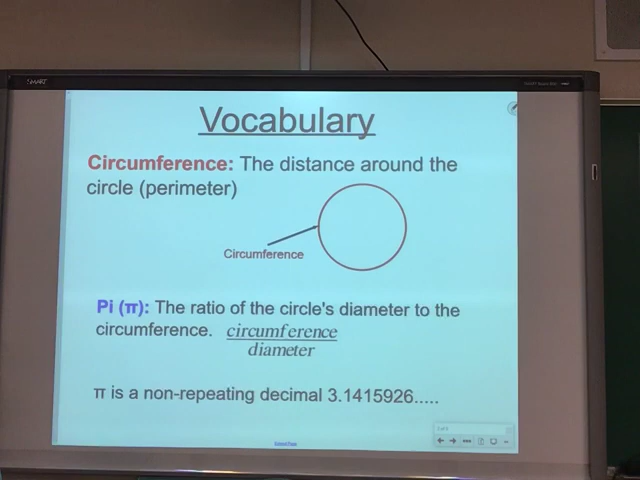 SMART
Vocabulary
Circumference: The distance around the
circle (perimeter)
Circumference
Pi (π): The ratio of the circle's diameter to the
circumference. circumference
diameter
π is a non-repeating decimal 3.1415926.....